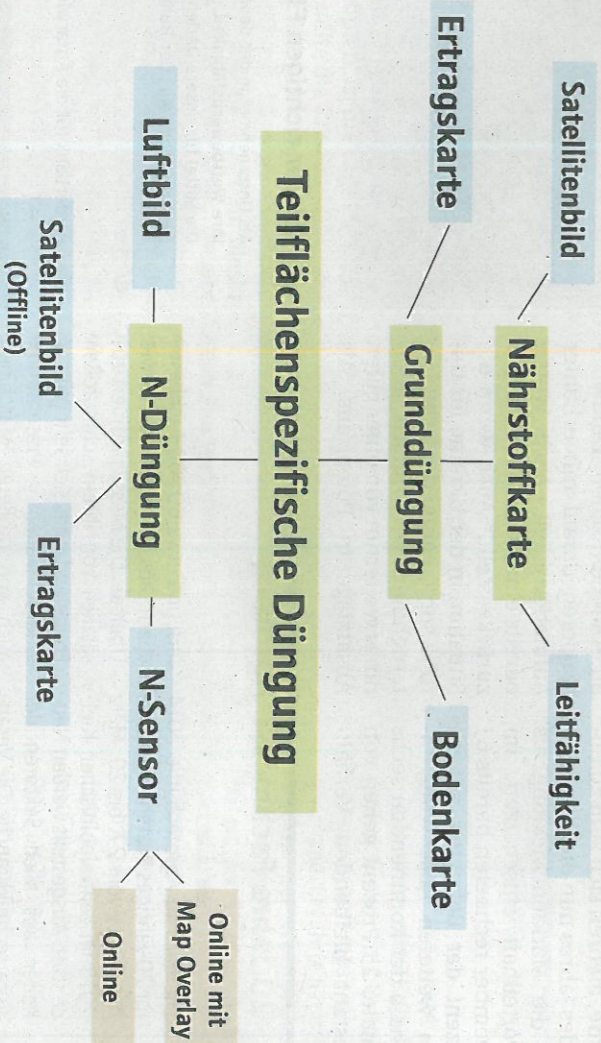 Satellitenbild
Leitfähigkeit
Nährstoffkarte
Ertragskarte
Bodenkarte
Grunddüngung
Teilflächenspezifische Düngung
Luftbild
N-Düngung
N-Sensor
Online mit
Map Overlay
Online
Satellitenbild
(Offline)
Ertragskarte